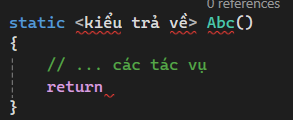 0 references
static <kiểu trả về> Abc()
{
// ... các tác vụ
return
}